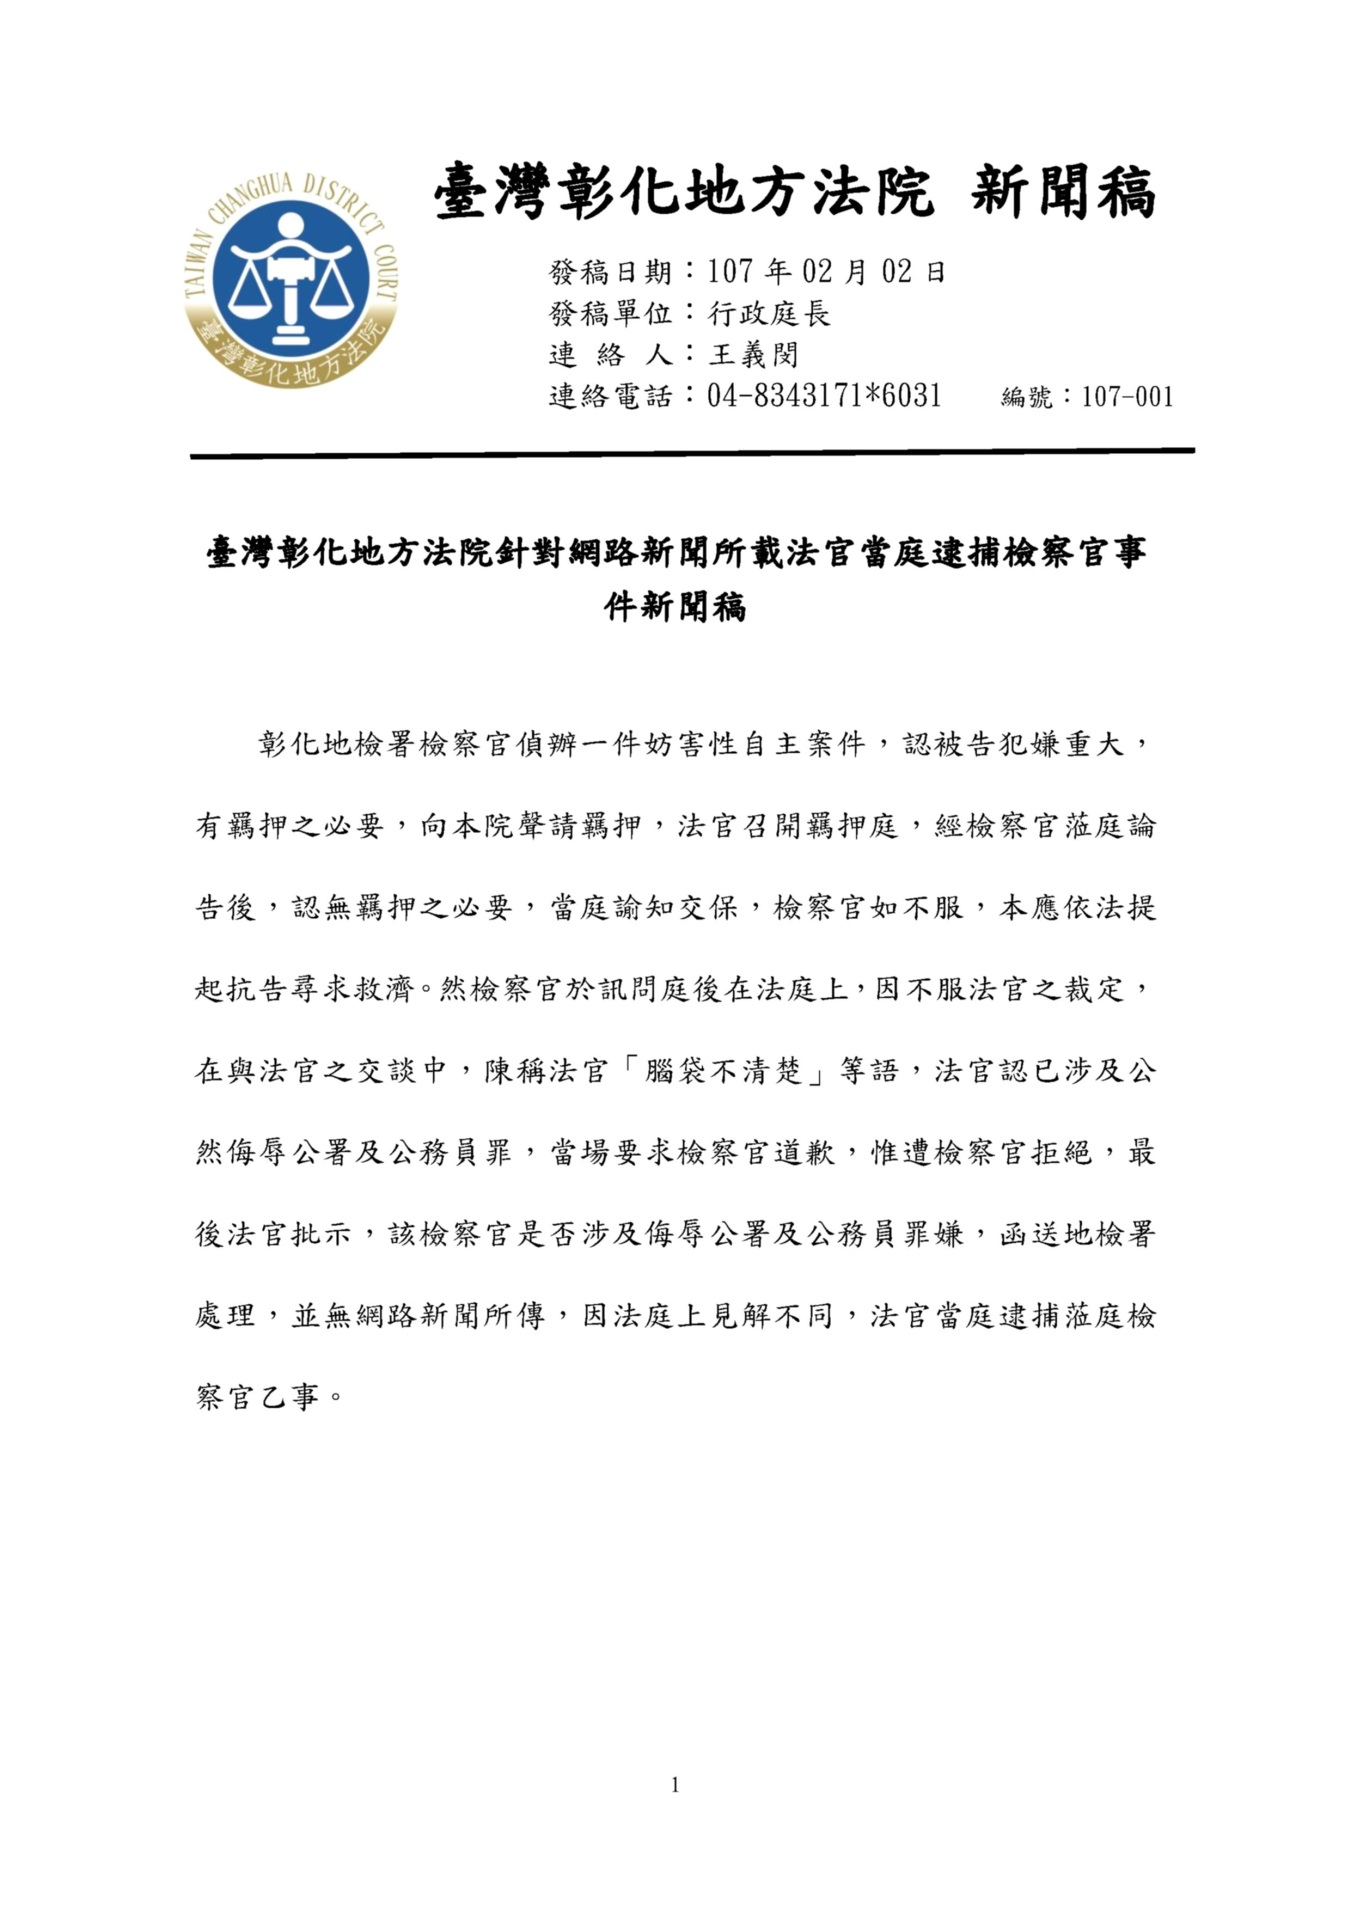 TAIWAN CHANGHUA DISTRICT COURT
臺灣彰化地方法院
臺灣彰化地方法院 新聞稿
發稿日期：107 年 02 月 02 日
發稿單位：行政庭長
連 絡 人：王義閔
連絡電話：04-8343171*6031 編號：107-001
臺灣彰化地方法院針對網路新聞所載法官當庭逮捕檢察官事
件新聞稿
彰化地檢署檢察官偵辦一件妨害性自主案件，認被告犯嫌重大，
有羈押之必要，向本院聲請羈押，法官召開羈押庭，經檢察官蒞庭論
告後，認無羈押之必要，當庭諭知交保，檢察官如不服，本應依法提
起抗告尋求救濟。然檢察官於訊問庭後在法庭上，因不服法官之裁定，
在與法官之交談中，陳稱法官「腦袋不清楚」等語，法官認已涉及公
然侮辱公署及公務員罪，當場要求檢察官道歉，惟遭檢察官拒絕，最
後法官批示，該檢察官是否涉及侮辱公署及公務員罪嫌，函送地檢署
處理，並無網路新聞所傳，因法庭上見解不同，法官當庭逮捕蒞庭檢
察官乙事。
1